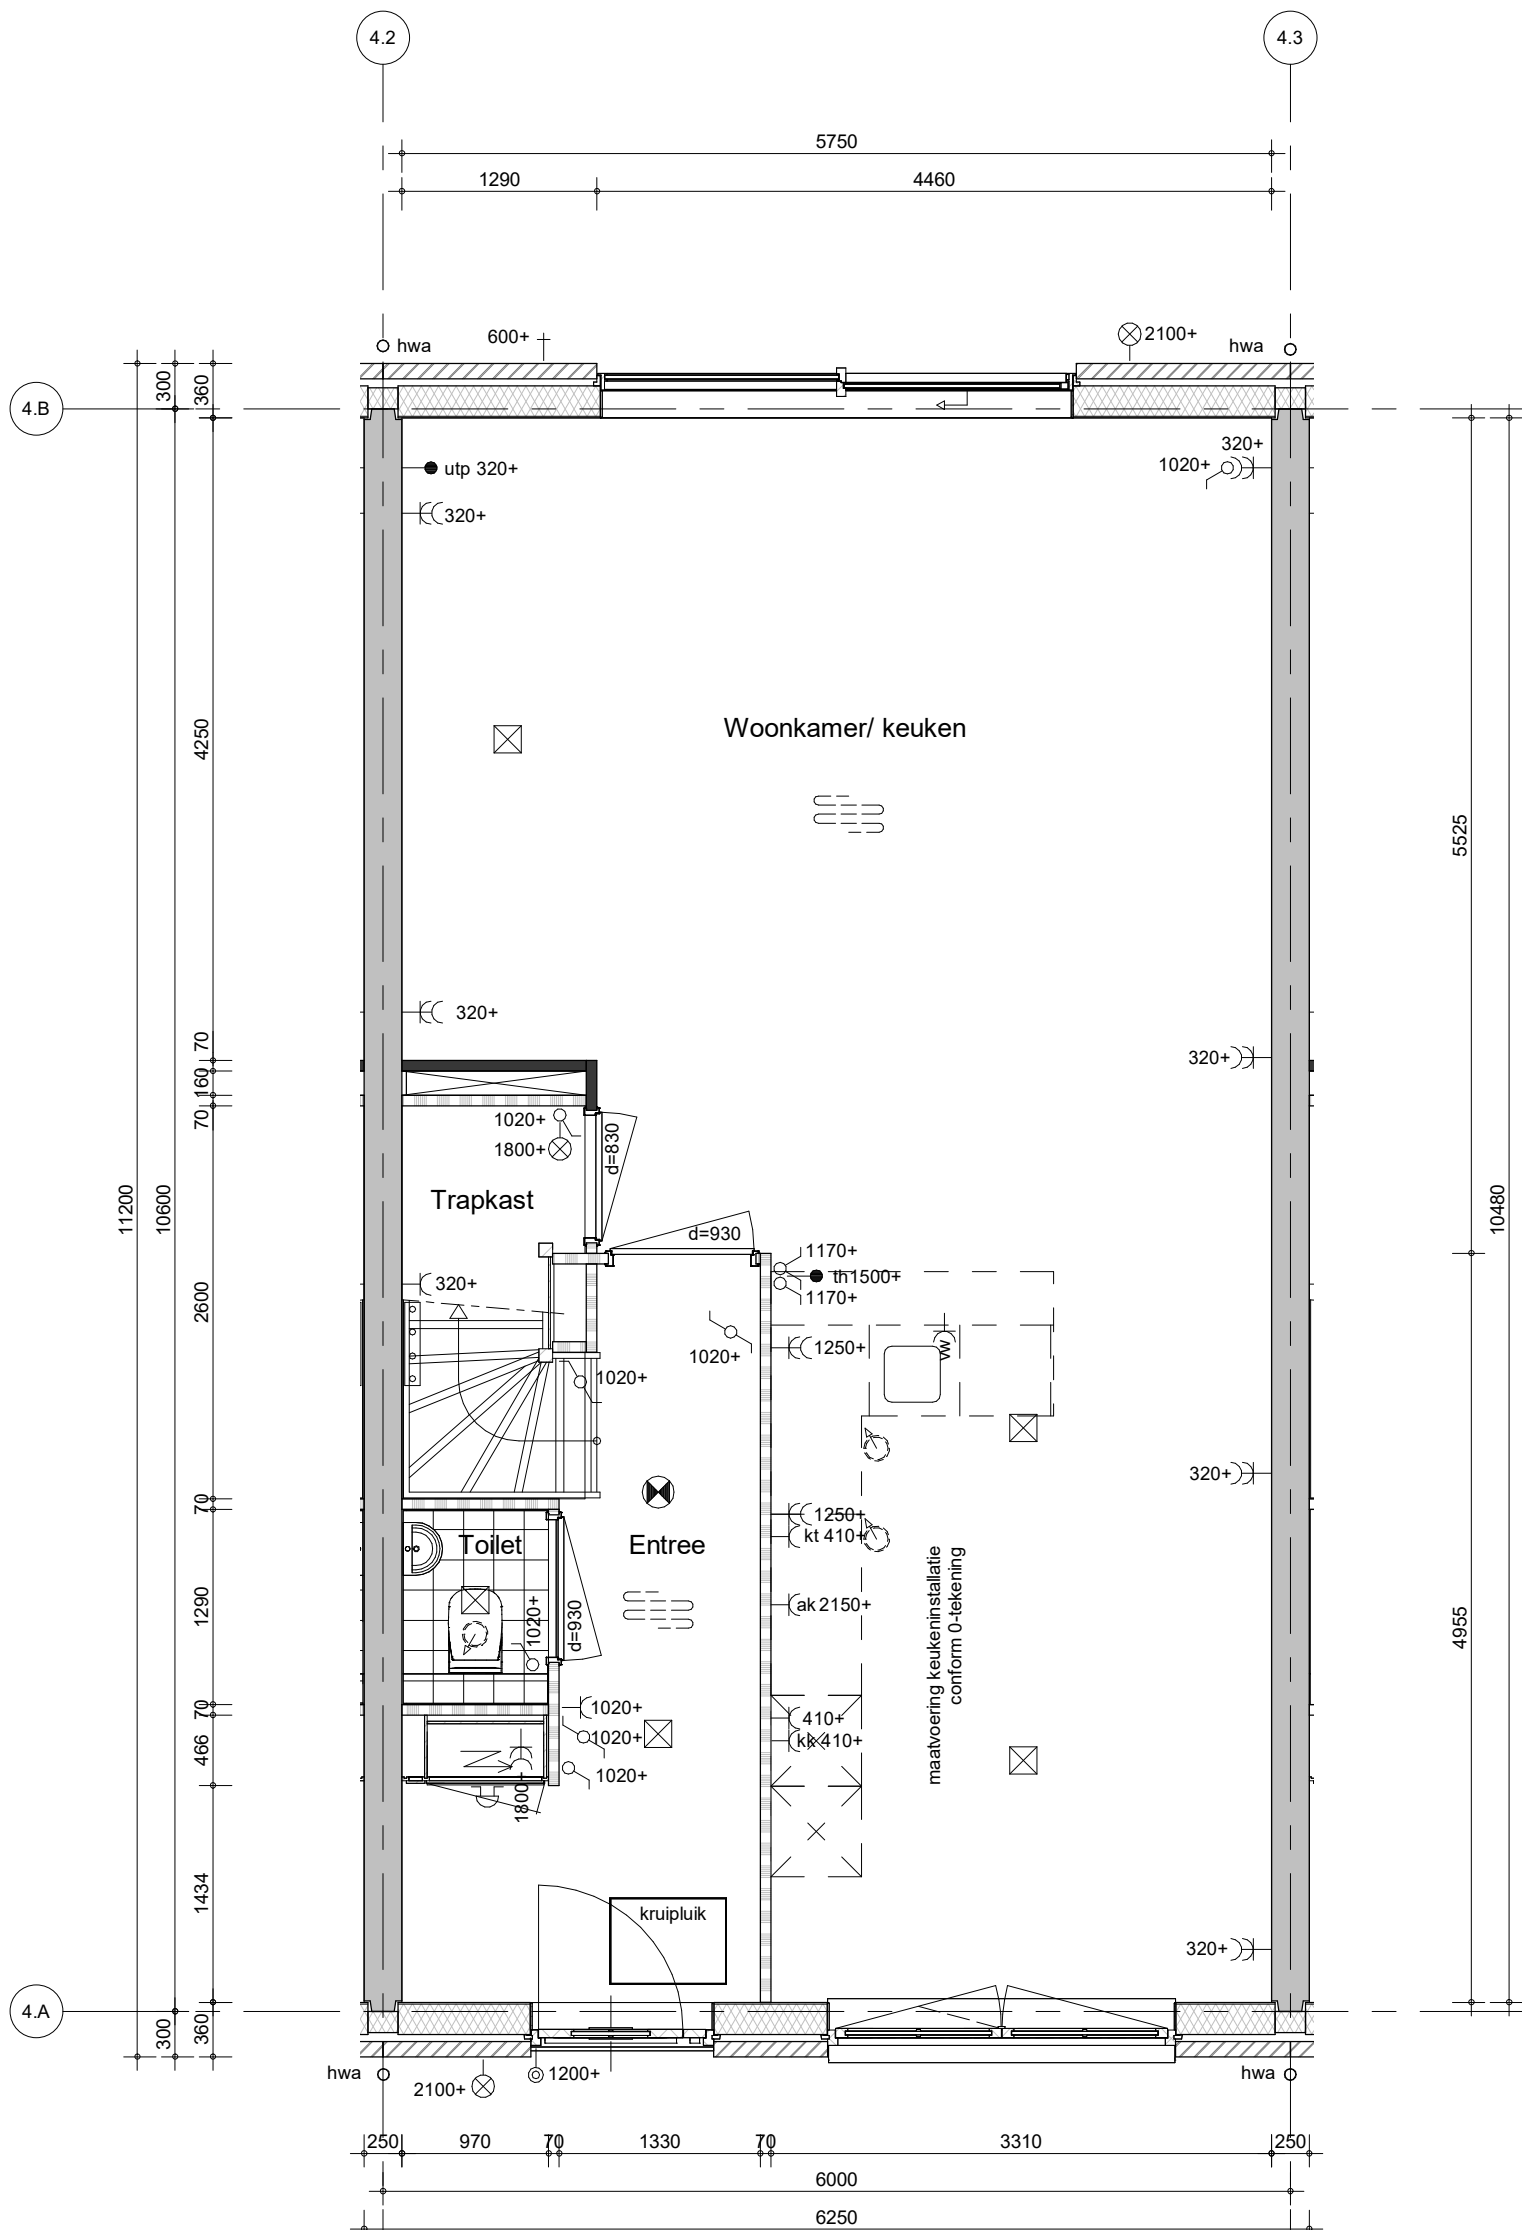 4.2
4.3
5750
1290
4460
hwa
600+
2100+
hwa
300
360
4.B
utp 320+
320+
320+
1020+
320+
4250
Woonkamer/ keuken
5525
320+
70
160
70
320+
1020+
1800+
d=830
Trapkast
11200
10600
10480
d=930
1170+
th1500+
1170+
320+
2600
1020+
1250+
vw
1020+
320+
70
1250+
kt 410+
Toilet
Entree
maatvoering keukeninstallatie
conform 0-tekening
1290
1020+
d=930
ak 2150+
4955
70
1020+
410+
466
1020+
kk 410+
1020+
1800+
1434
kruipluik
320+
4.A
300
360
hwa
2100+
1200+
hwa
250
970
70
1330
70
3310
250
6000
6250